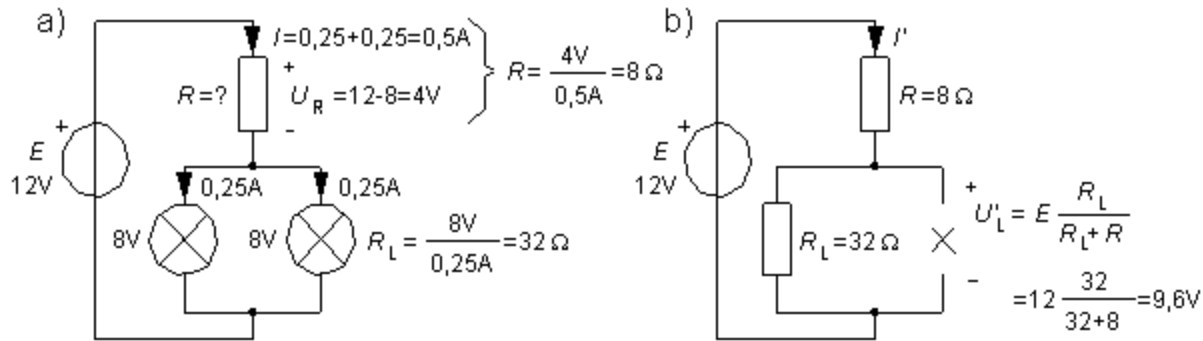 a)
I=0,25+0,25=0,5A
R=?
+
U_R =12-8=4V
-
R= 4V / 0,5A =8 Ω
+
E
12V
0,25A 0,25A
8V 8V
R_L = 8V / 0,25A =32 Ω
b)
I'
R=8 Ω
+
E
12V
R_L =32 Ω
+
U'_L = E R_L / R_L+ R
-
=12 32 / 32+8 =9,6V